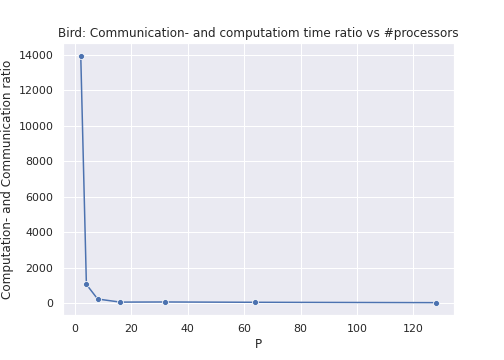 Bird: Communication- and computatiom time ratio vs #processors
Computation- and Communication ratio
14000
12000
10000
8000
6000
4000
2000
0
0 20 40 60 80 100 120
P